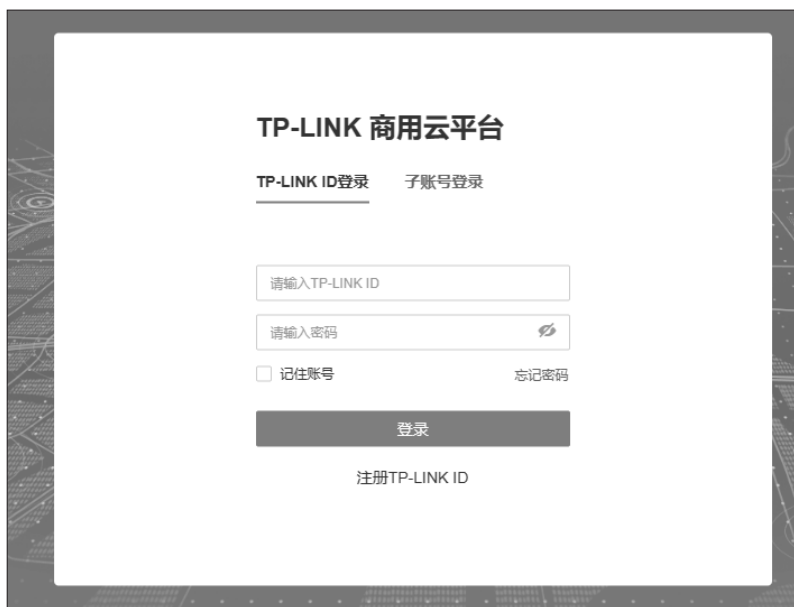 TP-LINK 商用云平台
TP-LINK ID登录 子账号登录
请输入TP-LINK ID
请输入密码
记住账号 忘记密码
登录
注册TP-LINK ID